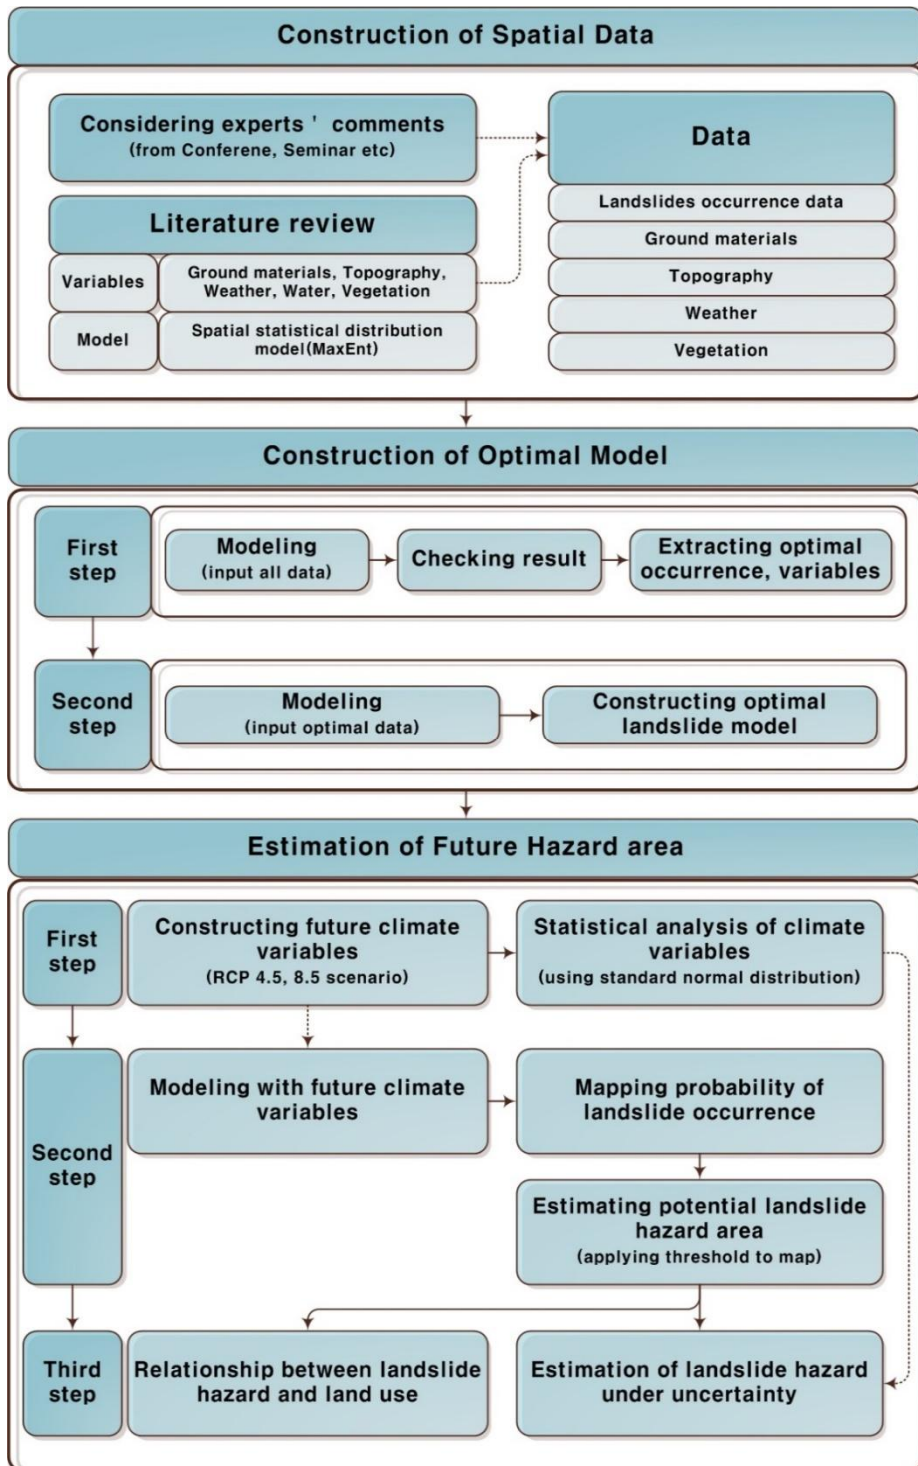 Construction of Spatial Data
Considering experts ' comments
(from Conferene, Seminar etc)
Data
Literature review
Variables
Ground materials, Topography,
Weather, Water, Vegetation
Model
Spatial statistical distribution
model(MaxEnt)
Landslides occurrence data
Ground materials
Topography
Weather
Vegetation
Construction of Optimal Model
First
step
Modeling
(input all data)
Checking result
Extracting optimal
occurrence, variables
Second
step
Modeling
(input optimal data)
Constructing optimal
landslide model
Estimation of Future Hazard area
First
step
Constructing future climate
variables
(RCP 4.5, 8.5 scenario)
Statistical analysis of climate
variables
(using standard normal distribution)
Second
step
Modeling with future climate
variables
Mapping probability of
landslide occurrence
Estimating potential landslide
hazard area
(applying threshold to map)
Third
step
Relationship between landslide
hazard and land use
Estimation of landslide hazard
under uncertainty